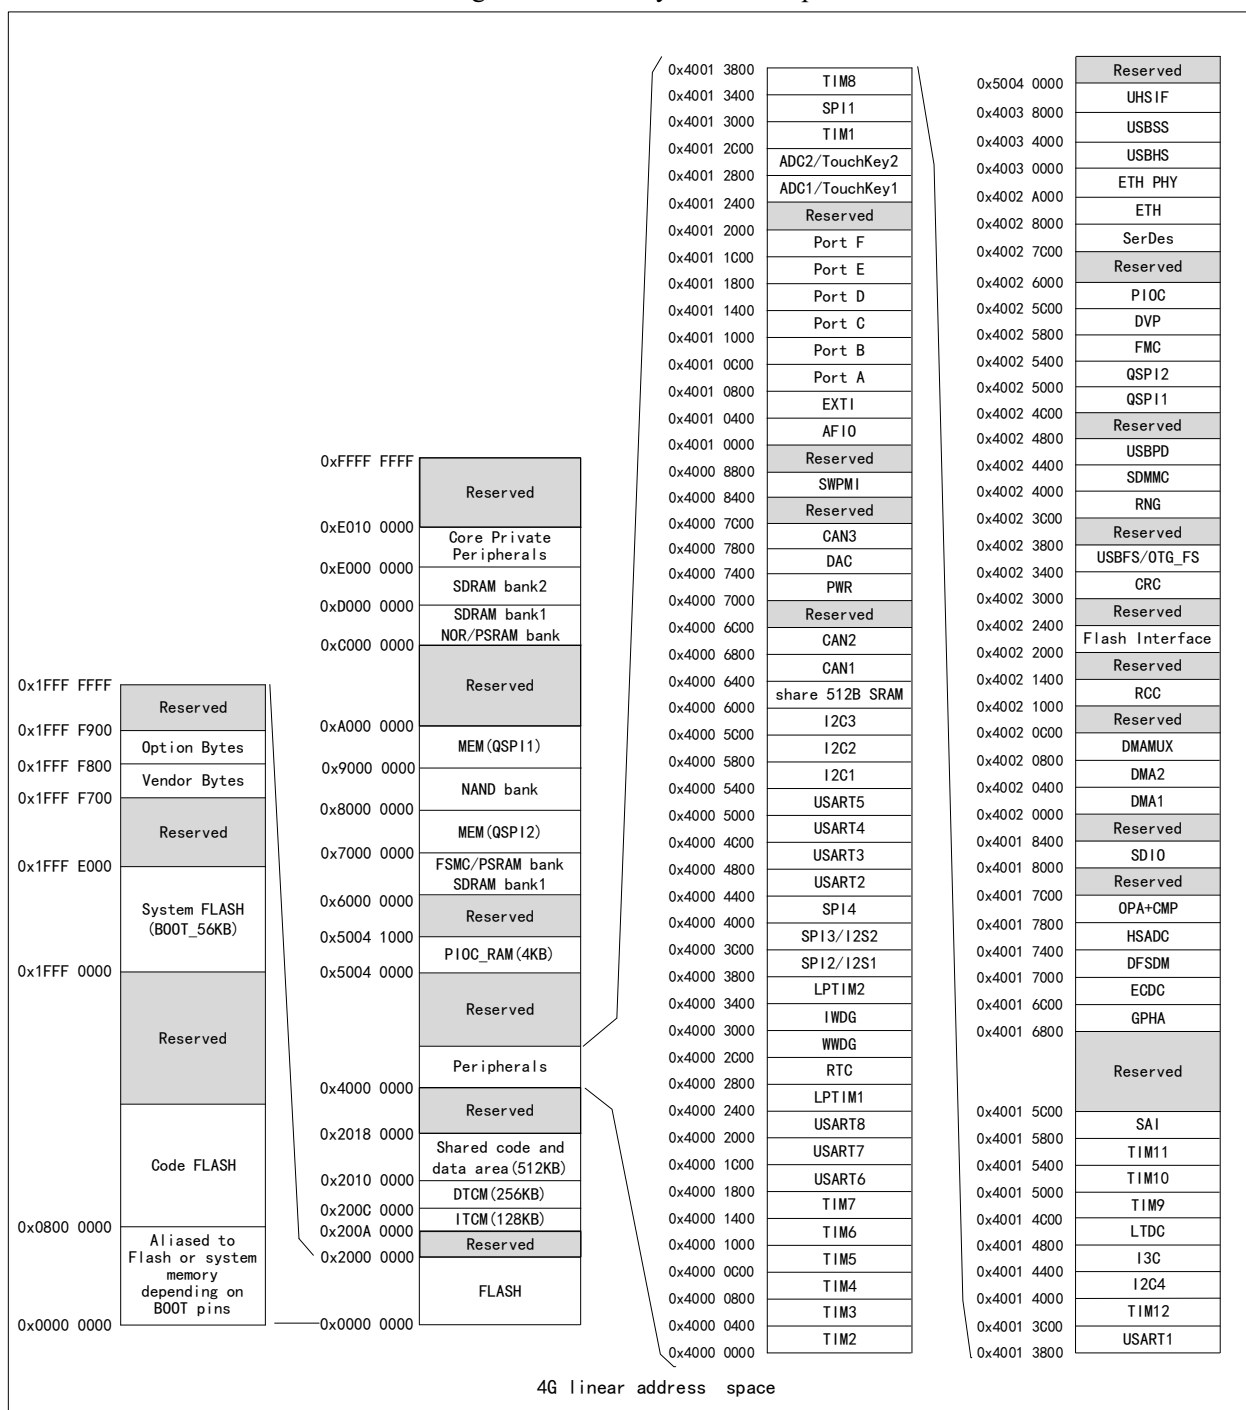 0x1FFF FFFF
Reserved
0x1FFF F900
Option Bytes
0x1FFF F800
Vendor Bytes
0x1FFF F700
Reserved
0x1FFF E000
System FLASH
(BOOT_56KB)
0x1FFF 0000
Reserved
Code FLASH
0x0800 0000
Aliased to
Flash or system
memory
depending on
BOOT pins
0x0000 0000
0xFFFF FFFF
Reserved
0xE010 0000
Core Private
Peripherals
0xE000 0000
SDRAM bank2
0xD000 0000
SDRAM bank1
NOR/PSRAM bank
0xC000 0000
Reserved
0xA000 0000
MEM(QSPI1)
0x9000 0000
NAND bank
0x8000 0000
MEM(QSPI2)
0x7000 0000
FSMC/PSRAM bank
SDRAM bank1
0x6000 0000
Reserved
0x5004 1000
PIOC_RAM(4KB)
0x5004 0000
Reserved
Peripherals
0x4000 0000
Reserved
0x2018 0000
Shared code and
data area(512KB)
0x2010 0000
DTCM(256KB)
0x200C 0000
ITCM(128KB)
0x200A 0000
Reserved
0x2000 0000
FLASH
0x0000 0000
0x4001 3800
TIM8
0x4001 3400
SPI1
0x4001 3000
TIM1
0x4001 2C00
ADC2/TouchKey2
0x4001 2800
ADC1/TouchKey1
0x4001 2400
Reserved
0x4001 2000
Port F
0x4001 1C00
Port E
0x4001 1800
Port D
0x4001 1400
Port C
0x4001 1000
Port B
0x4001 0C00
Port A
0x4001 0800
EXTI
0x4001 0400
AFIO
0x4001 0000
Reserved
0x4000 8800
SWPMI
0x4000 8400
Reserved
0x4000 7C00
CAN3
0x4000 7800
DAC
0x4000 7400
PWR
0x4000 7000
Reserved
0x4000 6C00
CAN2
0x4000 6800
CAN1
0x4000 6400
share 512B SRAM
0x4000 6000
I2C3
0x4000 5C00
I2C2
0x4000 5800
I2C1
0x4000 5400
USART5
0x4000 5000
USART4
0x4000 4C00
USART3
0x4000 4800
USART2
0x4000 4400
SPI4
0x4000 4000
SPI3/I2S2
0x4000 3C00
SPI2/I2S1
0x4000 3800
LPTIM2
0x4000 3400
IWDG
0x4000 3000
WWDG
0x4000 2C00
RTC
0x4000 2800
LPTIM1
0x4000 2400
USART8
0x4000 2000
USART7
0x4000 1C00
USART6
0x4000 1800
TIM7
0x4000 1400
TIM6
0x4000 1000
TIM5
0x4000 0C00
TIM4
0x4000 0800
TIM3
0x4000 0400
TIM2
0x4000 0000
Reserved
0x5004 0000
UHSIF
0x4003 8000
USBSS
0x4003 4000
USBHS
0x4003 0000
ETH PHY
0x4002 A000
ETH
0x4002 8000
SerDes
0x4002 7C00
Reserved
0x4002 6000
PIOC
0x4002 5C00
DVP
0x4002 5800
FMC
0x4002 5400
QSPI2
0x4002 5000
QSPI1
0x4002 4C00
Reserved
0x4002 4800
USBPD
0x4002 4400
SDMMC
0x4002 4000
RNG
0x4002 3C00
Reserved
0x4002 3800
USBFS/OTG_FS
0x4002 3400
CRC
0x4002 3000
Reserved
0x4002 2400
Flash Interface
0x4002 2000
Reserved
0x4002 1400
RCC
0x4002 1000
Reserved
0x4002 0C00
DMAMUX
0x4002 0800
DMA2
0x4002 0400
DMA1
0x4002 0000
Reserved
0x4001 8400
SDIO
0x4001 8000
Reserved
0x4001 7C00
OPA+CMP
0x4001 7800
HSADC
0x4001 7400
DFSDM
0x4001 7000
ECDC
0x4001 6C00
GPHA
0x4001 6800
Reserved
0x4001 5C00
SAI
0x4001 5800
TIM11
0x4001 5400
TIM10
0x4001 5000
TIM9
0x4001 4C00
LTDC
0x4001 4800
I3C
0x4001 4400
I2C4
0x4001 4000
TIM12
0x4001 3C00
USART1
0x4001 3800
4G linear address space